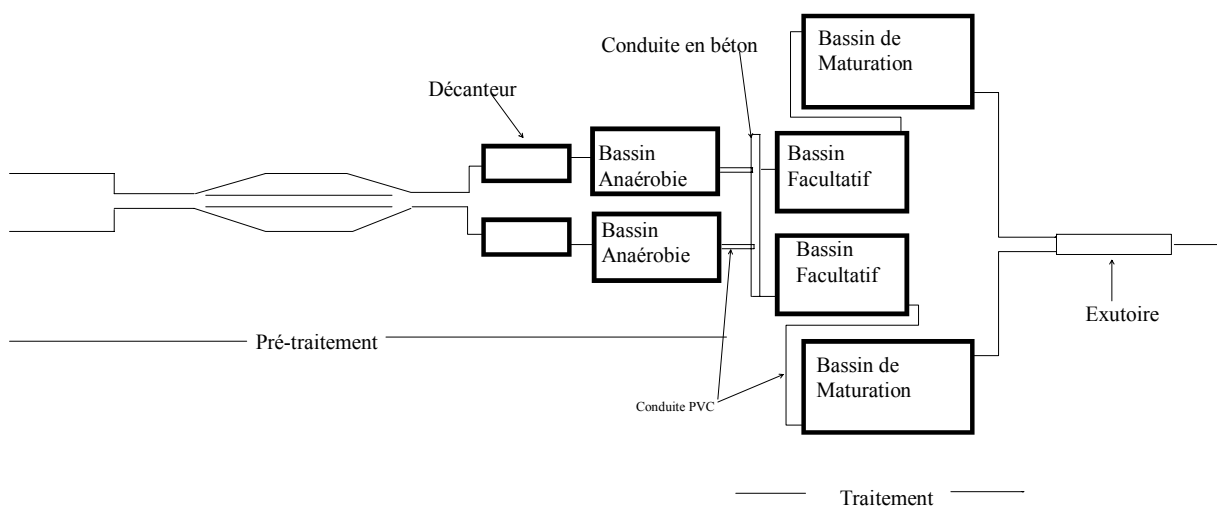 Conduite en béton
Bassin de
Maturation
Décanteur
Bassin
Anaérobie
Bassin
Facultatif
Bassin
Anaérobie
Bassin
Facultatif
Exutoire
Pré-traitement
Bassin de
Maturation
Conduite PVC
Traitement